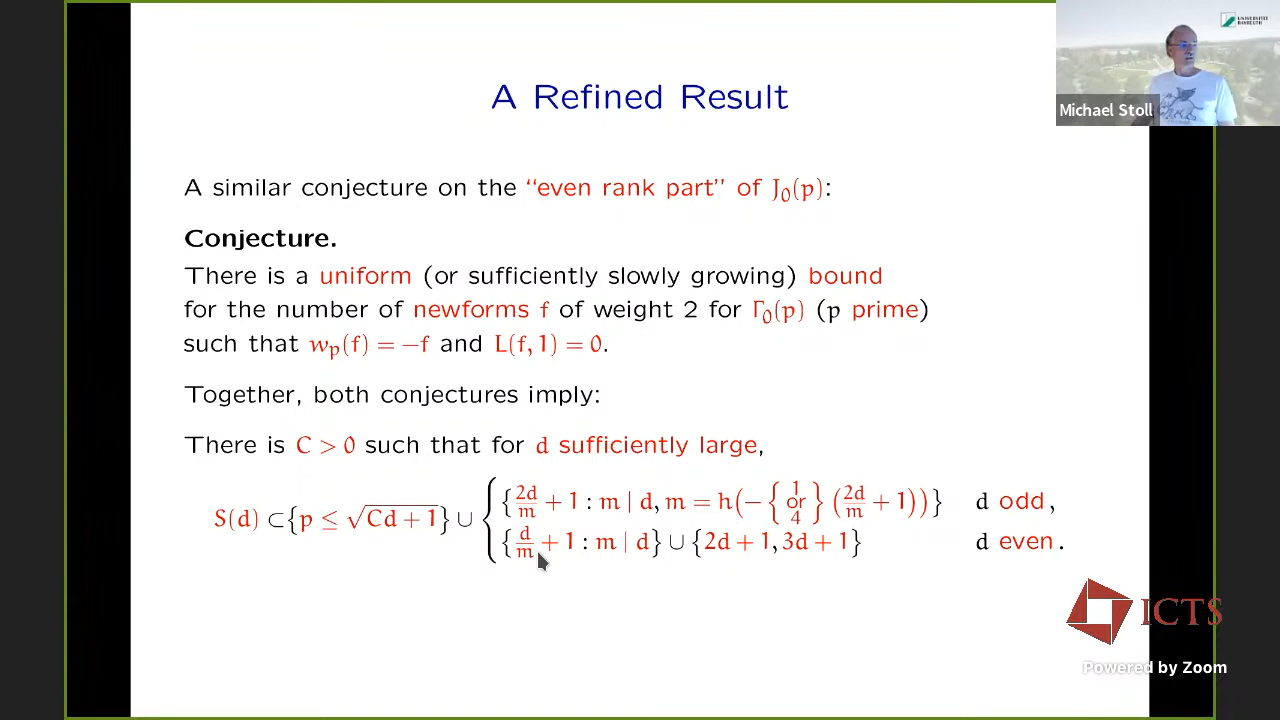 A Refined Result
A similar conjecture on the “even rank part” of J₀(p):
Conjecture.
There is a uniform (or sufficiently slowly growing) bound
for the number of newforms f of weight 2 for Γ₀(p) (p prime)
such that wₚ(f) = −f and L(f, 1) = 0.
Together, both conjectures imply:
There is C > 0 such that for d sufficiently large,
S(d) ⊂ {p ≤ √(Cd + 1)} ∪ { {2d/m + 1 : m | d, m = h(−{1 or 4}(2d/m + 1))} d odd,
{d/m + 1 : m | d} ∪ {2d + 1, 3d + 1} d even.
UNIVERSITÄT
BAYREUTH
Michael Stoll
ICTS
Powered by Zoom